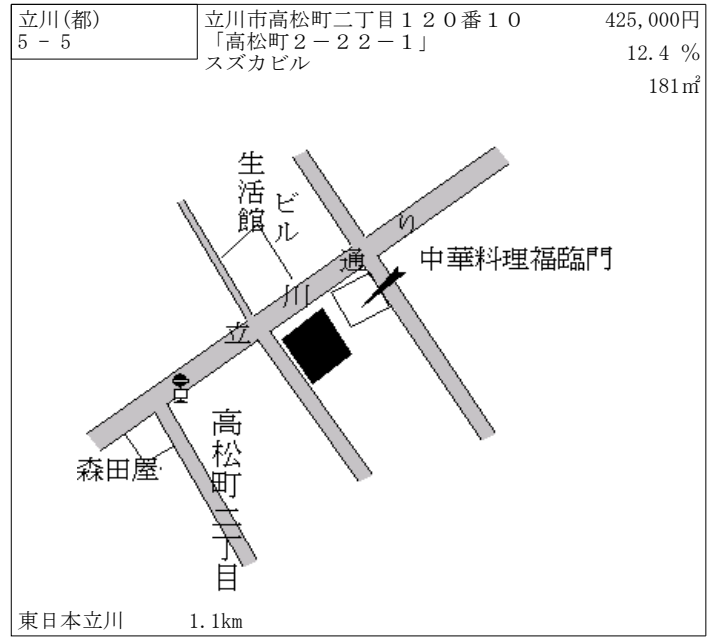 立川(都)
5 - 5
立川市高松町二丁目１２０番１０
「高松町２－２２－１」
スズカビル
425,000円
12.4 %
181㎡
生活館ビル
立川通り
中華料理福臨門
森田屋
高松町二丁目
東日本立川 1.1km